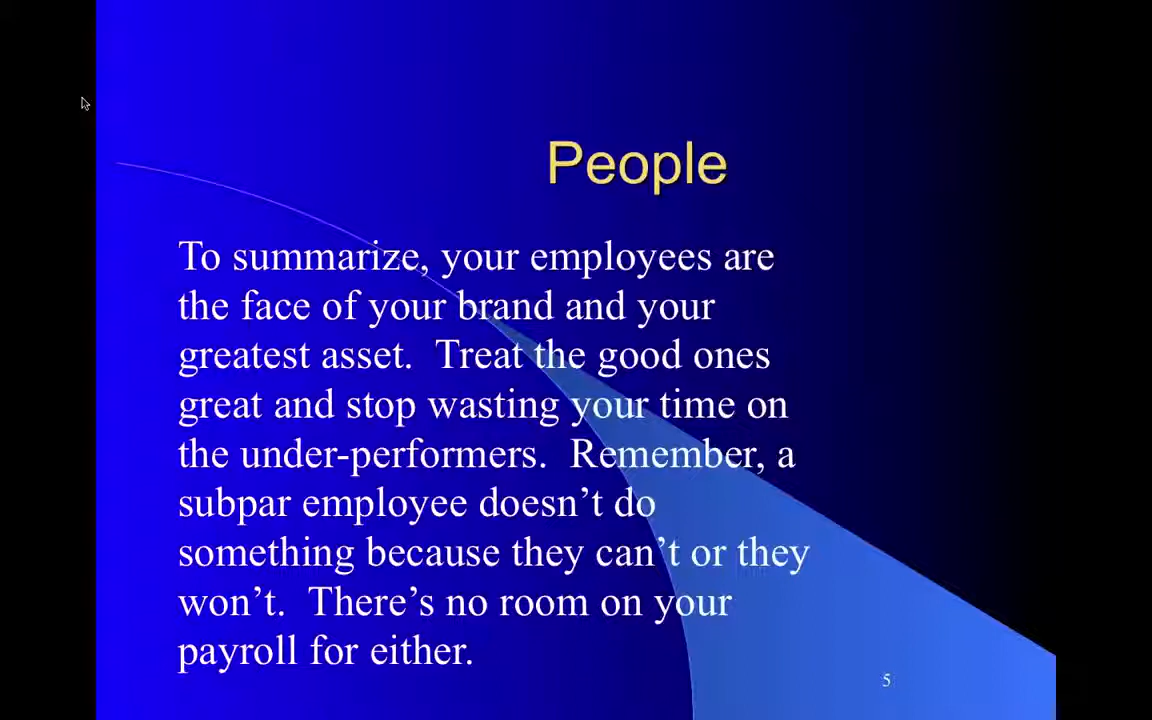 People
To summarize, your employees are
the face of your brand and your
greatest asset.  Treat the good ones
great and stop wasting your time on
the under-performers.  Remember, a
subpar employee doesn’t do
something because they can’t or they
won’t.  There’s no room on your
payroll for either.
5